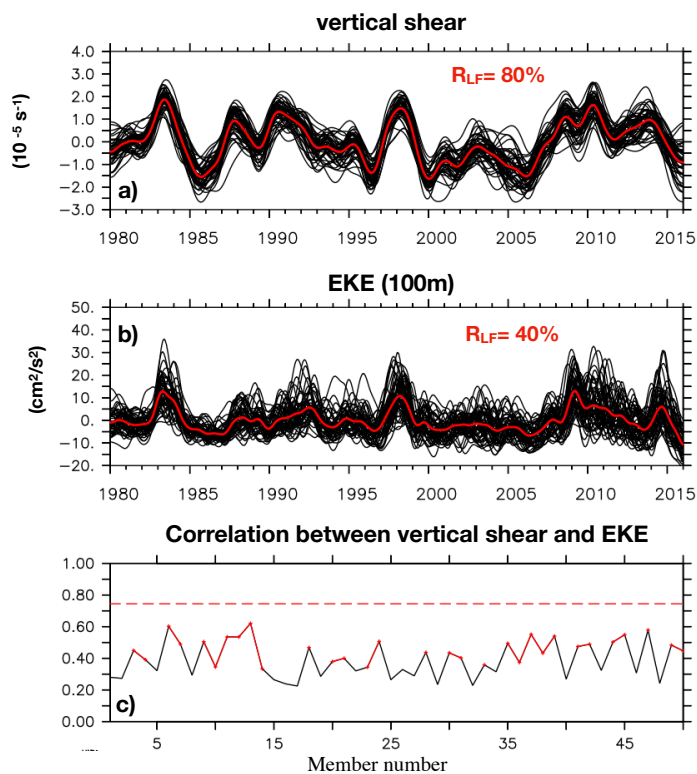 vertical shear
4.0
3.0
2.0
1.0
0.0
−1.0
−2.0
−3.0
(10 -5 s-1)
RLF= 80%
a)
1980 1985 1990 1995 2000 2005 2010 2015
EKE (100m)
50.
40.
30.
20.
10.
0.
−10.
−20.
(cm2/s2)
b)
RLF= 40%
1980 1985 1990 1995 2000 2005 2010 2015
Correlation between vertical shear and EKE
1.00
0.80
0.60
0.40
0.20
0.00
c)
5 15 25 35 45
Member number